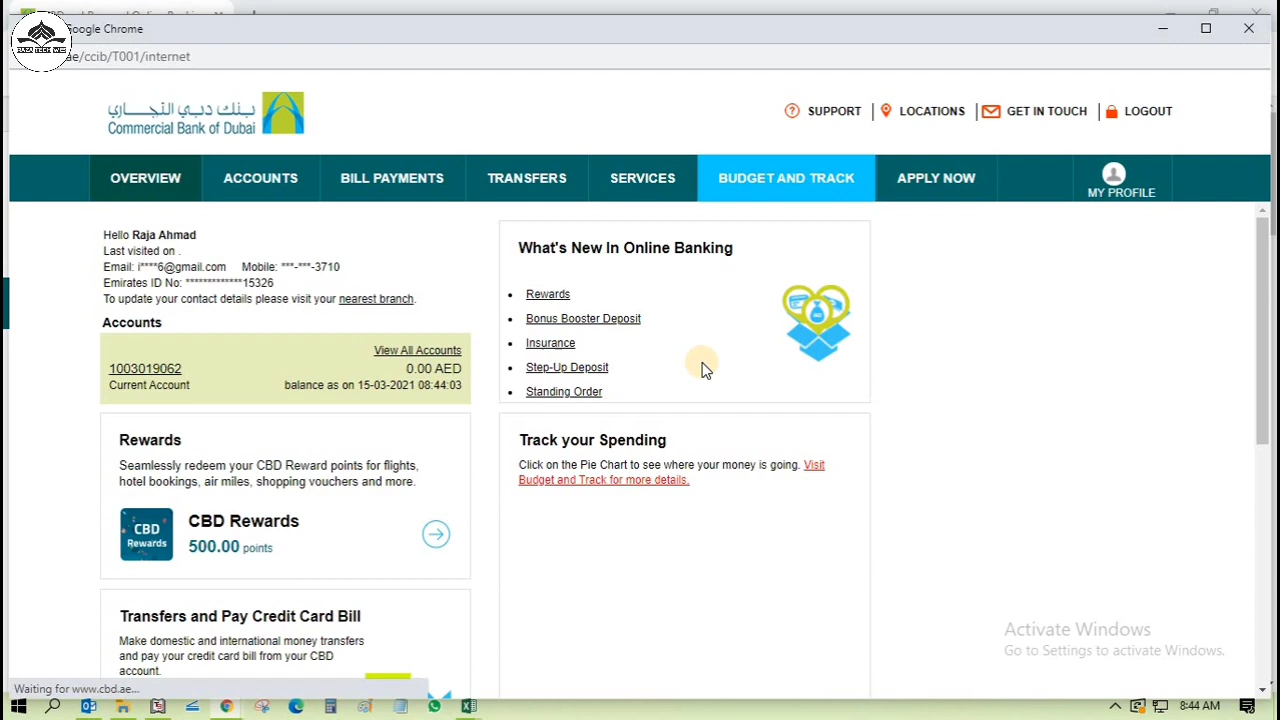 Google Chrome
ae/ccib/T001/internet
بنك دبي التجاري
Commercial Bank of Dubai
SUPPORT
LOCATIONS
GET IN TOUCH
LOGOUT
OVERVIEW
ACCOUNTS
BILL PAYMENTS
TRANSFERS
SERVICES
BUDGET AND TRACK
APPLY NOW
MY PROFILE
Hello Raja Ahmad
Last visited on .
Email: i****6@gmail.com Mobile: ***-***-3710
Emirates ID No: *************15326
To update your contact details please visit your nearest branch.
Accounts
View All Accounts
1003019062 0.00 AED
Current Account balance as on 15-03-2021 08:44:03
Rewards
Seamlessly redeem your CBD Reward points for flights,
hotel bookings, air miles, shopping vouchers and more.
CBD
Rewards
CBD Rewards
500.00 points
Transfers and Pay Credit Card Bill
Make domestic and international money transfers
and pay your credit card bill from your CBD
account.
What's New In Online Banking
Rewards
Bonus Booster Deposit
Insurance
Step-Up Deposit
Standing Order
Track your Spending
Click on the Pie Chart to see where your money is going. Visit
Budget and Track for more details.
Activate Windows
Go to Settings to activate Windows.
Waiting for www.cbd.ae...
8:44 AM